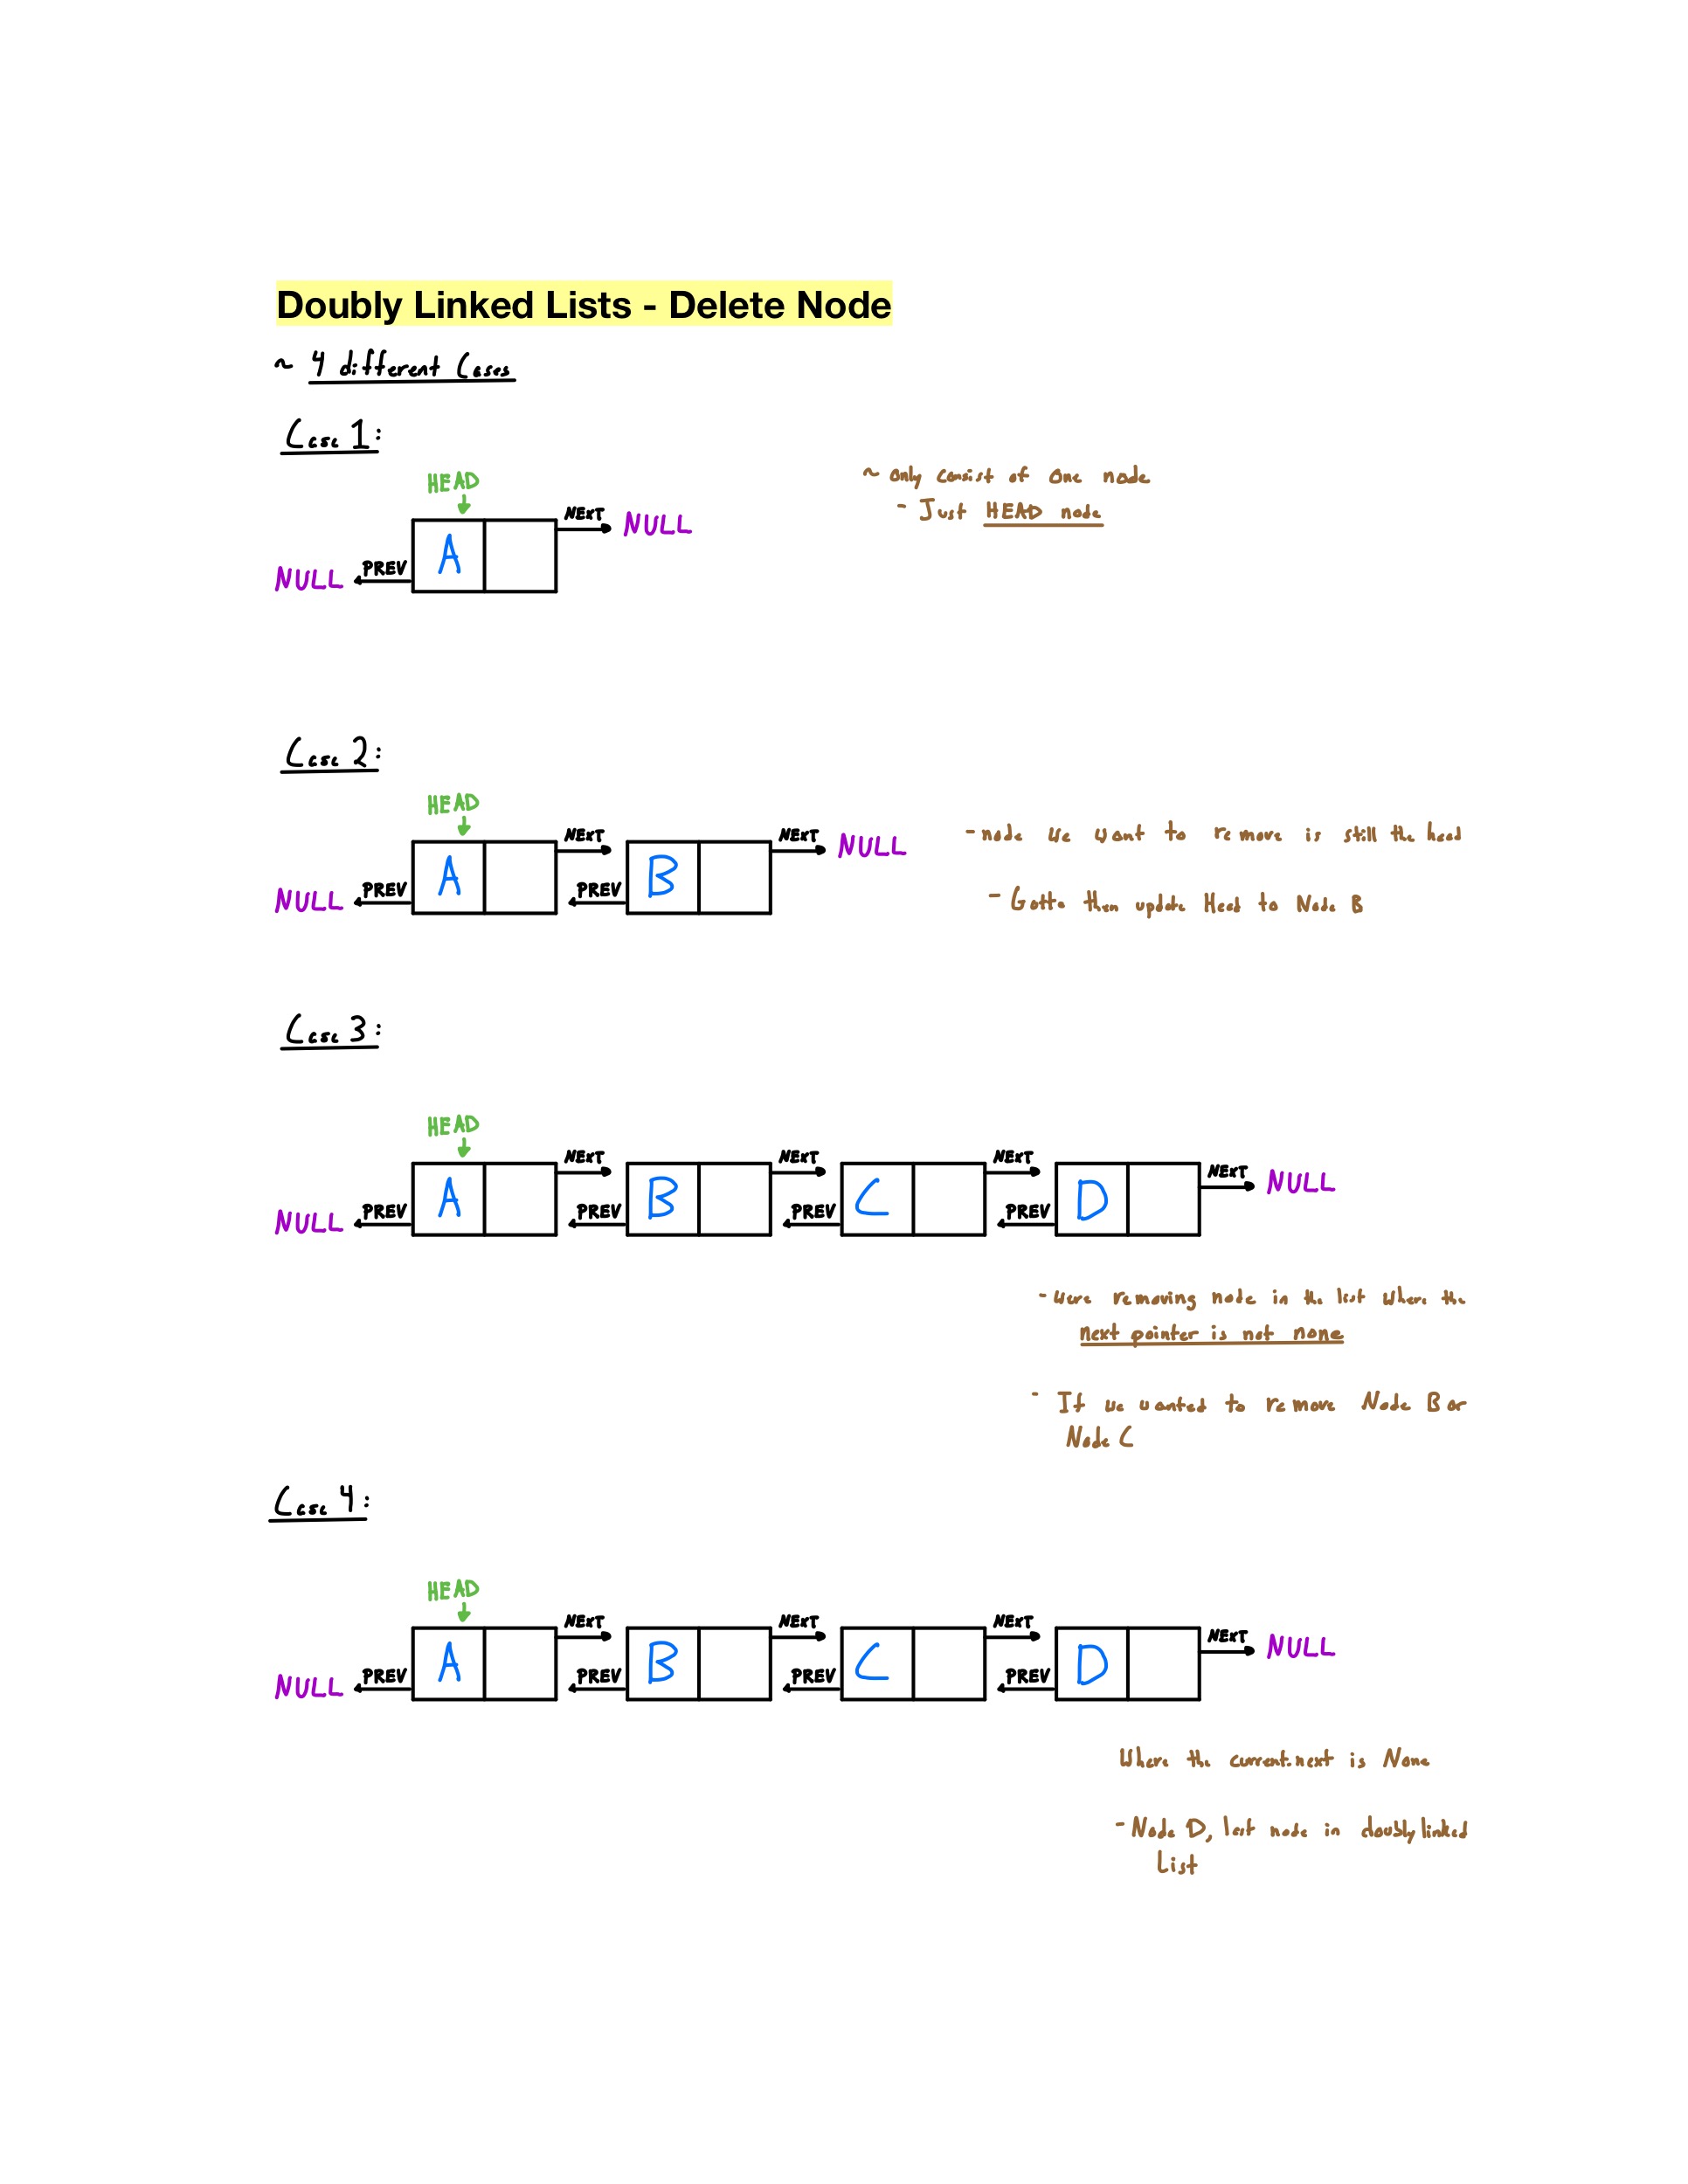 Doubly Linked Lists - Delete Node
~ 4 different Cases
Case 1:
HEAD
NULL PREV A NEXT NULL
~ only consist of one node
- Just HEAD node
Case 2:
HEAD
NULL PREV A NEXT PREV B NEXT NULL
- node we want to remove is still the head
- Gotta then update Head to Node B
Case 3:
HEAD
NULL PREV A NEXT PREV B NEXT PREV C NEXT PREV D NEXT NULL
- were removing node in the list where the
next pointer is not none
- If we wanted to remove Node B or
Node C
Case 4:
HEAD
NULL PREV A NEXT PREV B NEXT PREV C NEXT PREV D NEXT NULL
Where the current.next is None
- Node D, last node in doubly linked
List